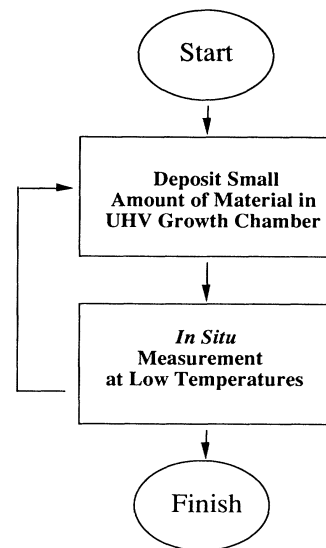 Start
Deposit Small
Amount of Material in
UHV Growth Chamber
In Situ
Measurement
at Low Temperatures
Finish